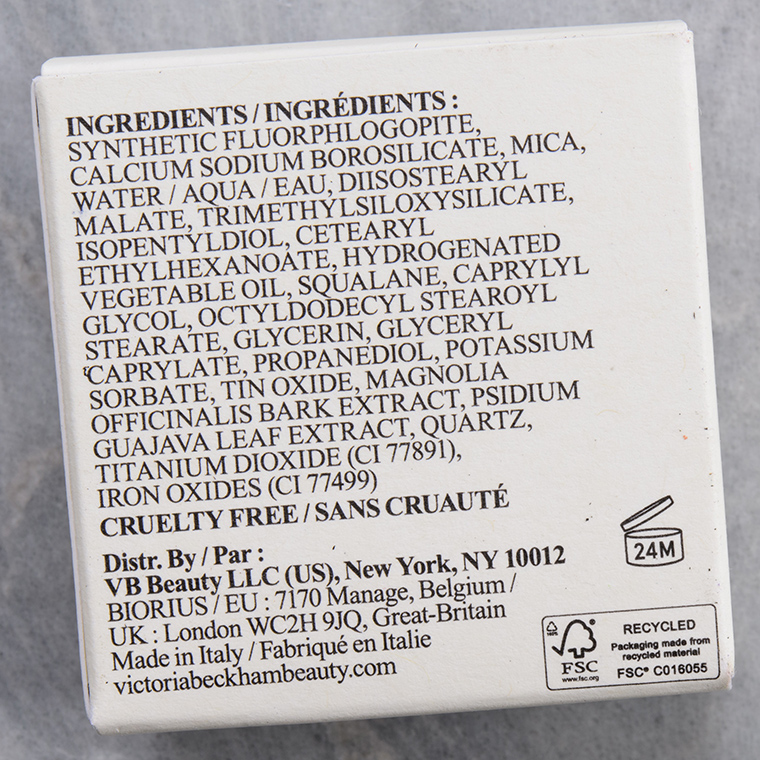 INGREDIENTS / INGRÉDIENTS :
SYNTHETIC FLUORPHLOGOPITE,
CALCIUM SODIUM BOROSILICATE, MICA,
WATER / AQUA / EAU, DIISOSTEARYL
MALATE, TRIMETHYLSILOXYSILICATE,
ISOPENTYLDIOL, CETEARYL
ETHYLHEXANOATE, HYDROGENATED
VEGETABLE OIL, SQUALANE, CAPRYLYL
GLYCOL, OCTYLDODECYL STEAROYL
STEARATE, GLYCERIN, GLYCERYL
CAPRYLATE, PROPANEDIOL, POTASSIUM
SORBATE, TIN OXIDE, MAGNOLIA
OFFICINALIS BARK EXTRACT, PSIDIUM
GUAJAVA LEAF EXTRACT, QUARTZ,
TITANIUM DIOXIDE (CI 77891),
IRON OXIDES (CI 77499)
CRUELTY FREE / SANS CRUAUTÉ
24M
Distr. By / Par :
VB Beauty LLC (US), New York, NY 10012
BIORIUS / EU : 7170 Manage, Belgium /
UK : London WC2H 9JQ, Great-Britain
Made in Italy / Fabriqué en Italie
victoriabeckhambeauty.com
100%
FSC
www.fsc.org
RECYCLED
Packaging made from
recycled material
FSC® C016055